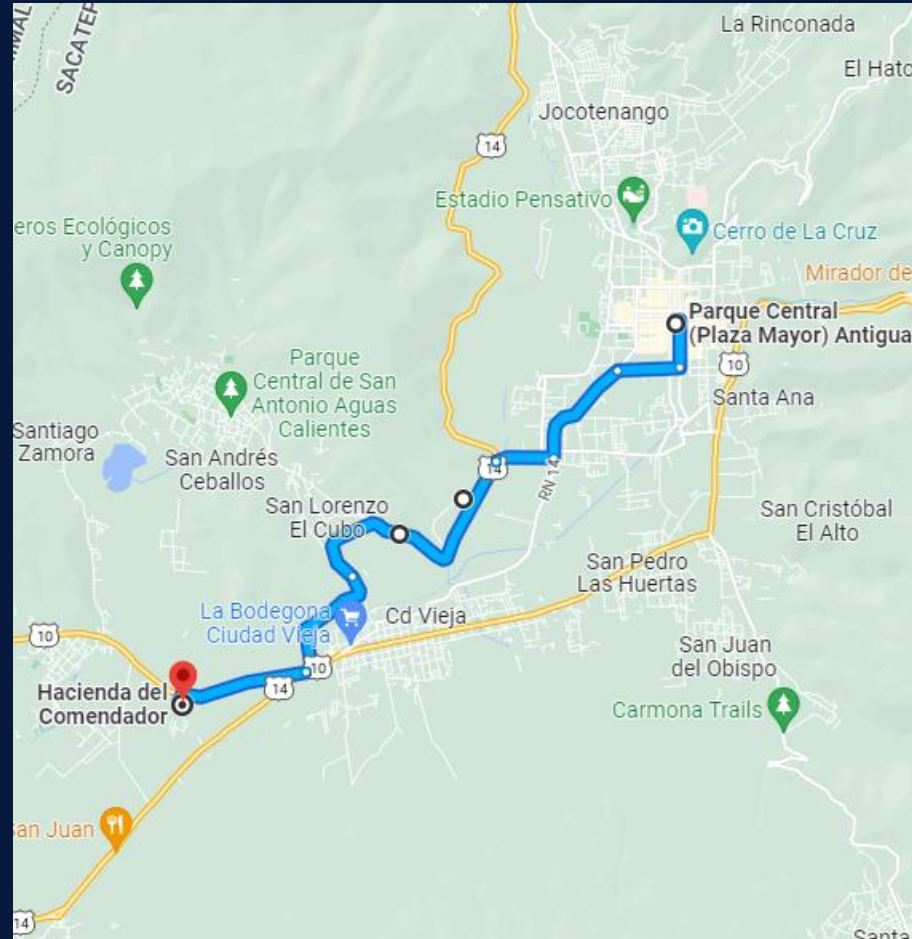 SACATEP
La Rinconada
El Hato
Jocotenango
14
Estadio Pensativo
Cerro de La Cruz
eros Ecológicos
y Canopy
Mirador de
Parque Central
(Plaza Mayor) Antigua
10
Parque
Central de San
Antonio Aguas
Calientes
Santa Ana
Santiago
Zamora
San Andrés
Ceballos
14
RN 14
San Lorenzo
El Cubo
San Cristóbal
El Alto
San Pedro
Las Huertas
La Bodegona
Ciudad Vieja
Cd Vieja
10
10
14
San Juan
del Obispo
Hacienda del
Comendador
Carmona Trails
San Juan
14
Santa